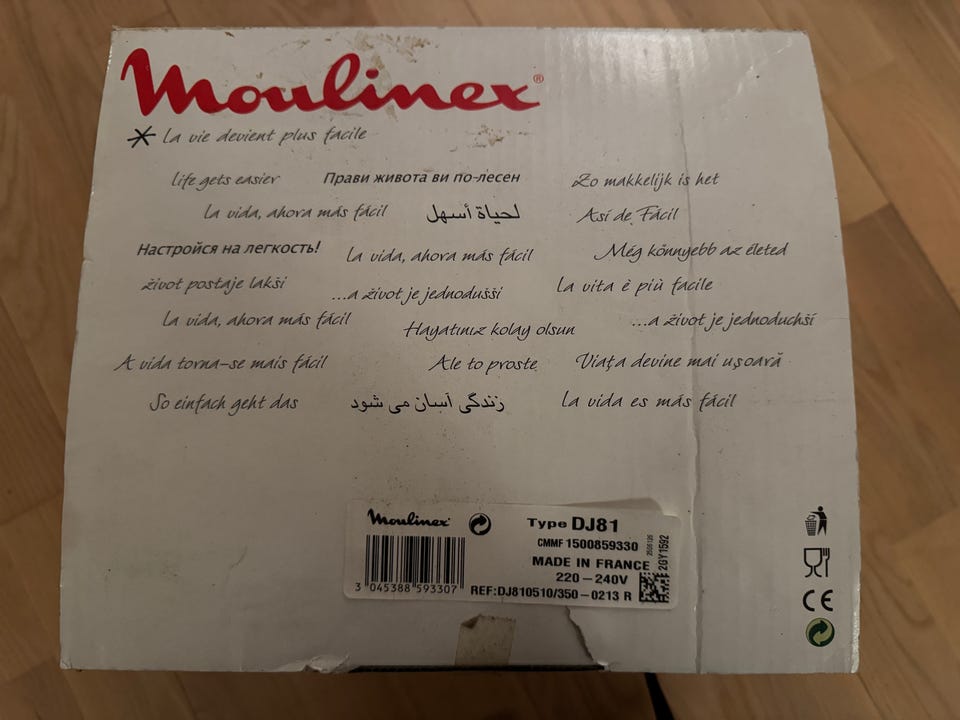 Moulinex®
* La vie devient plus facile
life gets easier Прави живота ви по-лесен Zo makkelijk is het
La vida, ahora más fácil لحياة أسهل Así de Fácil
Настройся на легкость! La vida, ahora más fácil Még könnyebb az életed
život postaje lakši ...a život je jednodušši La vita è più facile
La vida, ahora más fácil Hayatınız kolay olsun ...a život je jednoduchší
A vida torna-se mais fácil Ale to proste Viaţa devine mai uşoară
So einfach geht das زندگی آسان می شود La vida es más fácil
Moulinex Type DJ81
CMMF 1500859330
MADE IN FRANCE
220-240V
3 045388 593307 REF:DJ810510/350-0213 R
2GY1592
CE